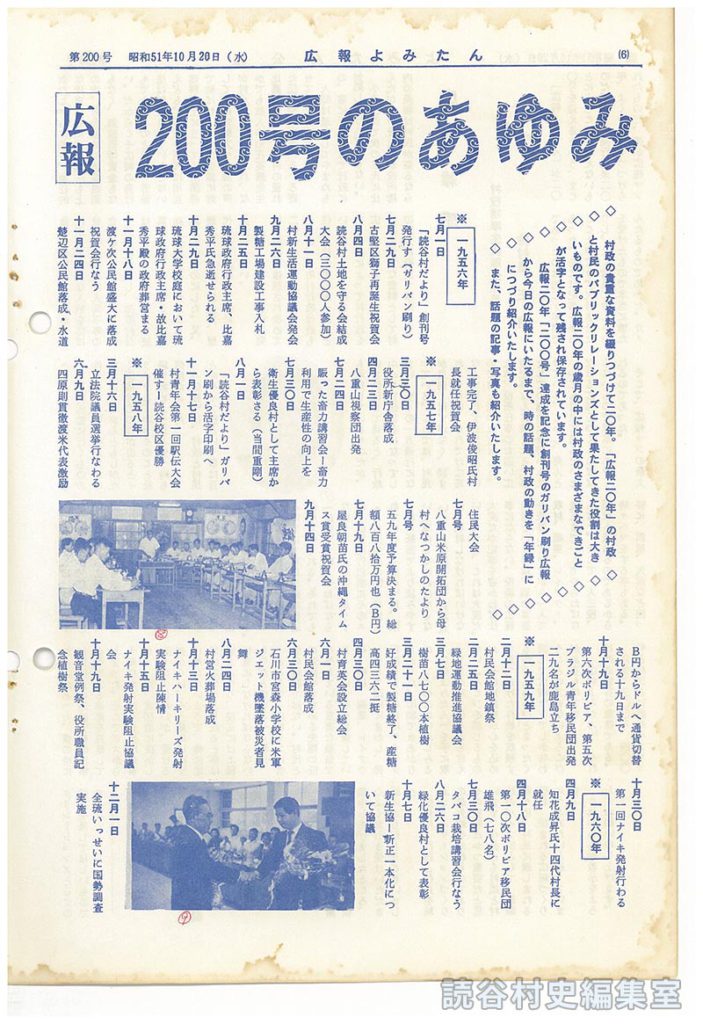 第200号 昭和51年10月20日(水) 広報よみたん (6)
広報
200号のあゆみ
村政の貴重な資料を綴りつづけて二〇年。「広報二〇年」の村政
と村民のパブリックリレーションズとして果たしてきた役割は大き
いものです。広報二〇年の歳月の中には村政のさまざまなできごと
が活字となって残され保存されています。
広報二〇年「二〇〇号」達成を記念に創刊号のガリバン刷り広報
から今日の広報にいたるまで、時の話題、村政の動きを「年録」に
につづり紹介いたします。
また、話題の記事・写真も紹介いたします。
※ 一九五六年
七月一日
「読谷村だより」創刊号
発行す(ガリバン刷り)
七月二九日
古堅区獅子再誕生祝賀会
八月四日
読谷村土地を守る会結成
大会(三〇〇〇人参加)
八月十一日
村新生活運動協議会発会
九月二六日
製糖工場建設工事入札
十月二五日
琉球政府行政主席、比嘉
秀平氏急逝せられる
十月二九日
琉球大学校庭において琉
球政府行政主席・故比嘉
秀平殿の政府葬営まる
十一月十八日
渡ケ次公民館盛大に落成
祝賀会行なう
十一月二四日
楚辺区公民館落成・水道
工事完了、伊波俊昭氏村
長就任祝賀会
※ 一九五七年
三月三〇日
役所新庁舎落成
四月二三日
八重山視察団出発
七月二四日
賑った畜力講習会―畜力
利用で生産性の向上を
七月三〇日
衛生優良村として主席か
ら表彰さる(当間重剛)
八月一日
「読谷村だより」ガリバ
ン刷から活字印刷へ
十一月十七日
村青年会第一回駅伝大会
催す―読谷校区優勝
※ 一九五八年
三月十六日
立法院議員選挙行なわる
六月九日
四原則貫徹渡米代表激励
住民大会
七月号
八重山米原開拓団から母
村へなつかしのたより
七月号
五九年度予算決まる。総
額八百八拾万円也(B円)
七月十九日
屋良朝苗氏の沖縄タイム
ス賞受賞祝賀会
九月十四日
B円からドルへ通貨切替
される十九日まで
十月十九日
第六次ボリビア、第五次
ブラジル青年移民団出発
二九名が鹿島立ち
※ 一九五九年
二月十二日
村民会館地鎮祭
二月二五日
緑地運動推進協議会
三月七日
樹苗八七〇〇本植樹
三月二十一日
好成績で製糖終了、産糖
高四三六二挺
四月三〇日
村育英会設立総会
六月一日
村民会館落成
六月三〇日
石川市宮森小学校に米軍
ジェット機墜落被災者見
舞
八月二四日
村営火葬場落成
十月十三日
ナイキハーキリーズ発射
実験阻止陳情
十月十五日
ナイキ発射実験阻止協議
会
十月十九日
観音堂例祭、役所職員記
念植樹祭
十月三〇日
第一回ナイキ発射行わる
※ 一九六〇年
四月九日
知花成昇氏十四代村長に
就任
四月十八日
第一〇次ボリビア移民団
雄飛(七八名)
七月三〇日
タバコ栽培講習会行なう
八月二六日
緑化優良村として表彰
十月七日
新生協―新正一本化につ
いて協議
十二月一日
全琉いっせいに国勢調査
実施
読谷村史編集室